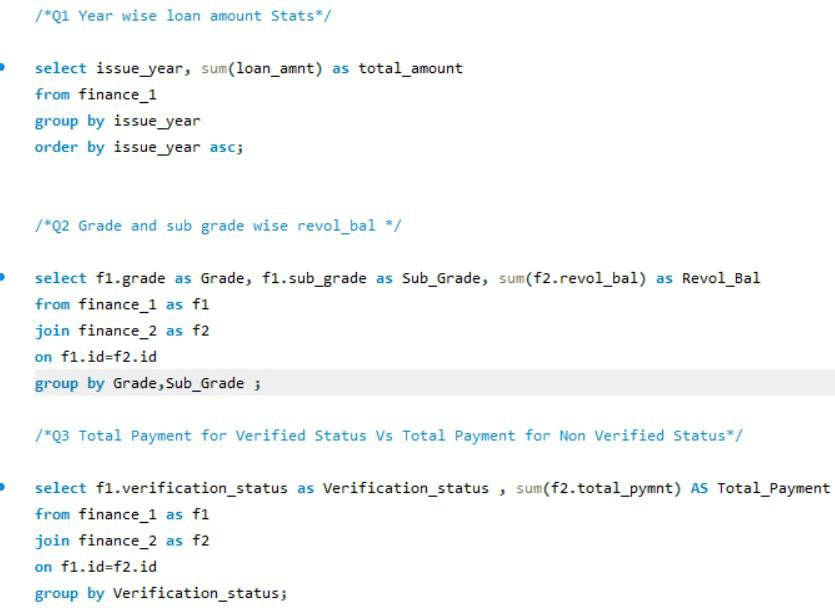 /*Q1 Year wise loan amount Stats*/
select issue_year, sum(loan_amnt) as total_amount
from finance_1
group by issue_year
order by issue_year asc;
/*Q2 Grade and sub grade wise revol_bal */
select f1.grade as Grade, f1.sub_grade as Sub_Grade, sum(f2.revol_bal) as Revol_Bal
from finance_1 as f1
join finance_2 as f2
on f1.id=f2.id
group by Grade,Sub_Grade ;
/*Q3 Total Payment for Verified Status Vs Total Payment for Non Verified Status*/
select f1.verification_status as Verification_status , sum(f2.total_pymnt) AS Total_Payment
from finance_1 as f1
join finance_2 as f2
on f1.id=f2.id
group by Verification_status;